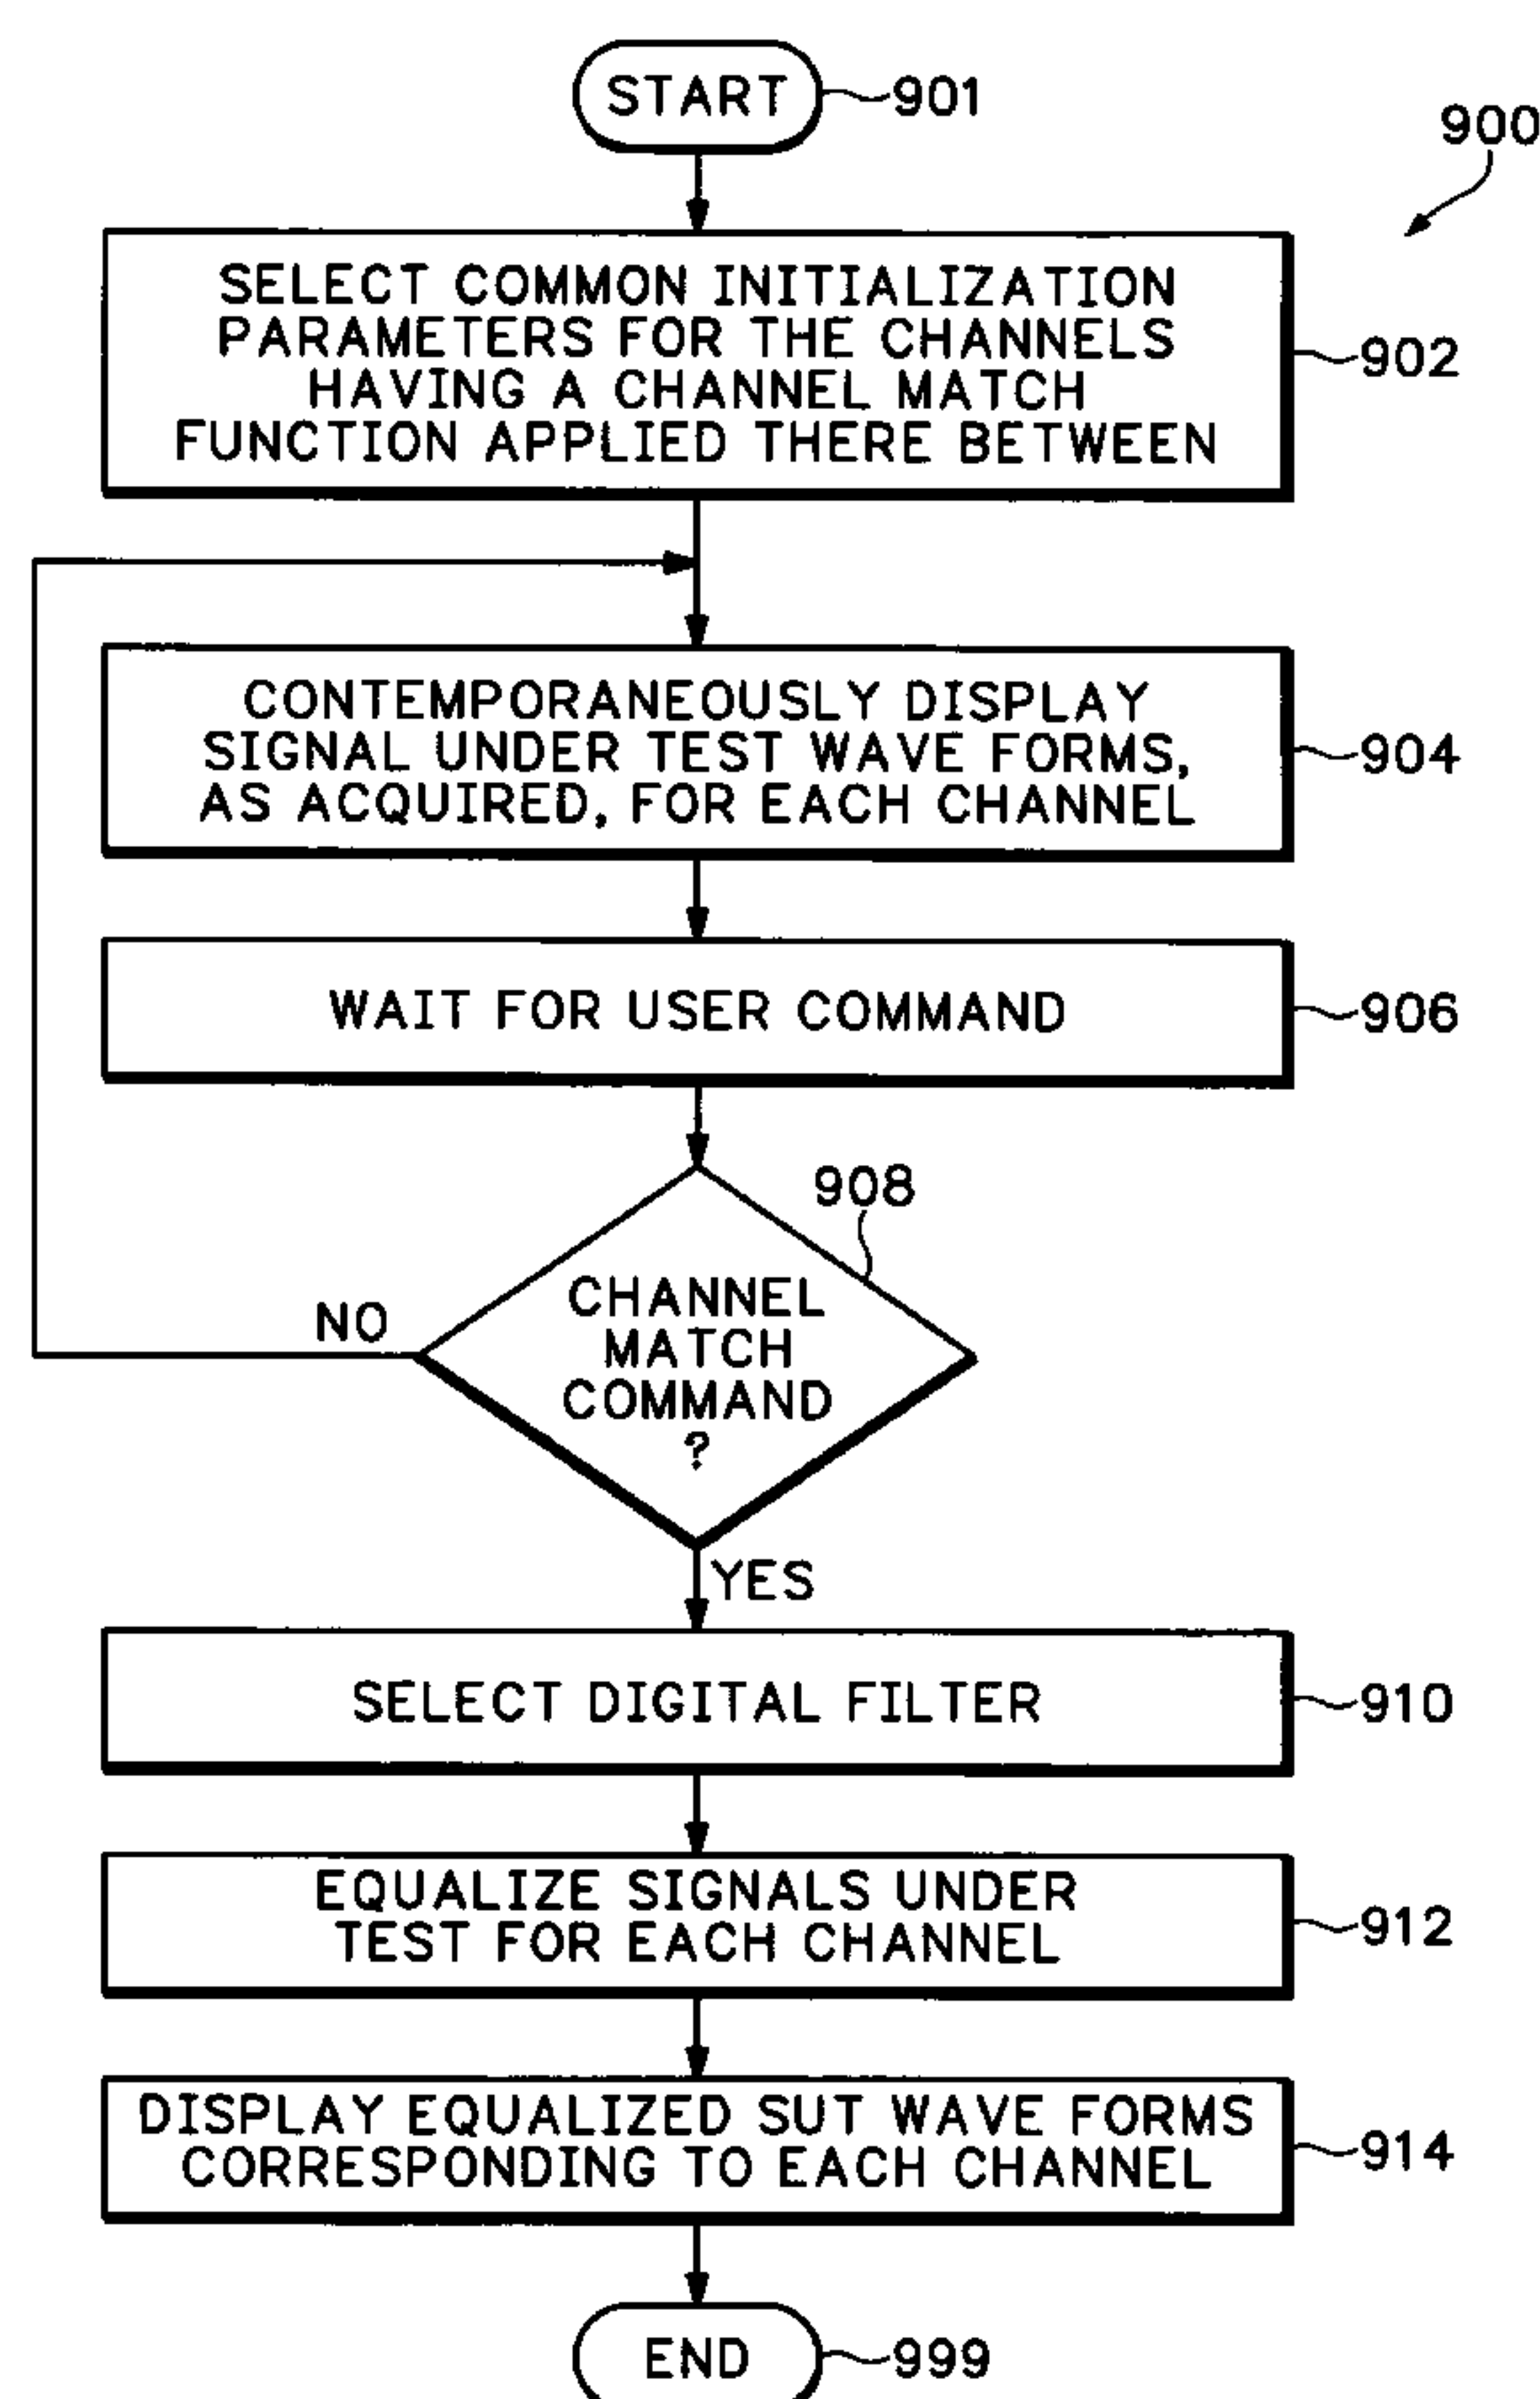 START
901
900
SELECT COMMON INITIALIZATION
PARAMETERS FOR THE CHANNELS
HAVING A CHANNEL MATCH
FUNCTION APPLIED THERE BETWEEN
902
CONTEMPORANEOUSLY DISPLAY
SIGNAL UNDER TEST WAVE FORMS,
AS ACQUIRED, FOR EACH CHANNEL
904
WAIT FOR USER COMMAND
906
908
CHANNEL
MATCH
COMMAND
?
NO
YES
SELECT DIGITAL FILTER
910
EQUALIZE SIGNALS UNDER
TEST FOR EACH CHANNEL
912
DISPLAY EQUALIZED SUT WAVE FORMS
CORRESPONDING TO EACH CHANNEL
914
END
999